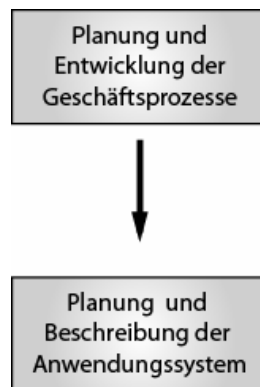 Planung und
Entwicklung der
Geschäftsprozesse
Planung und
Beschreibung der
Anwendungssystem